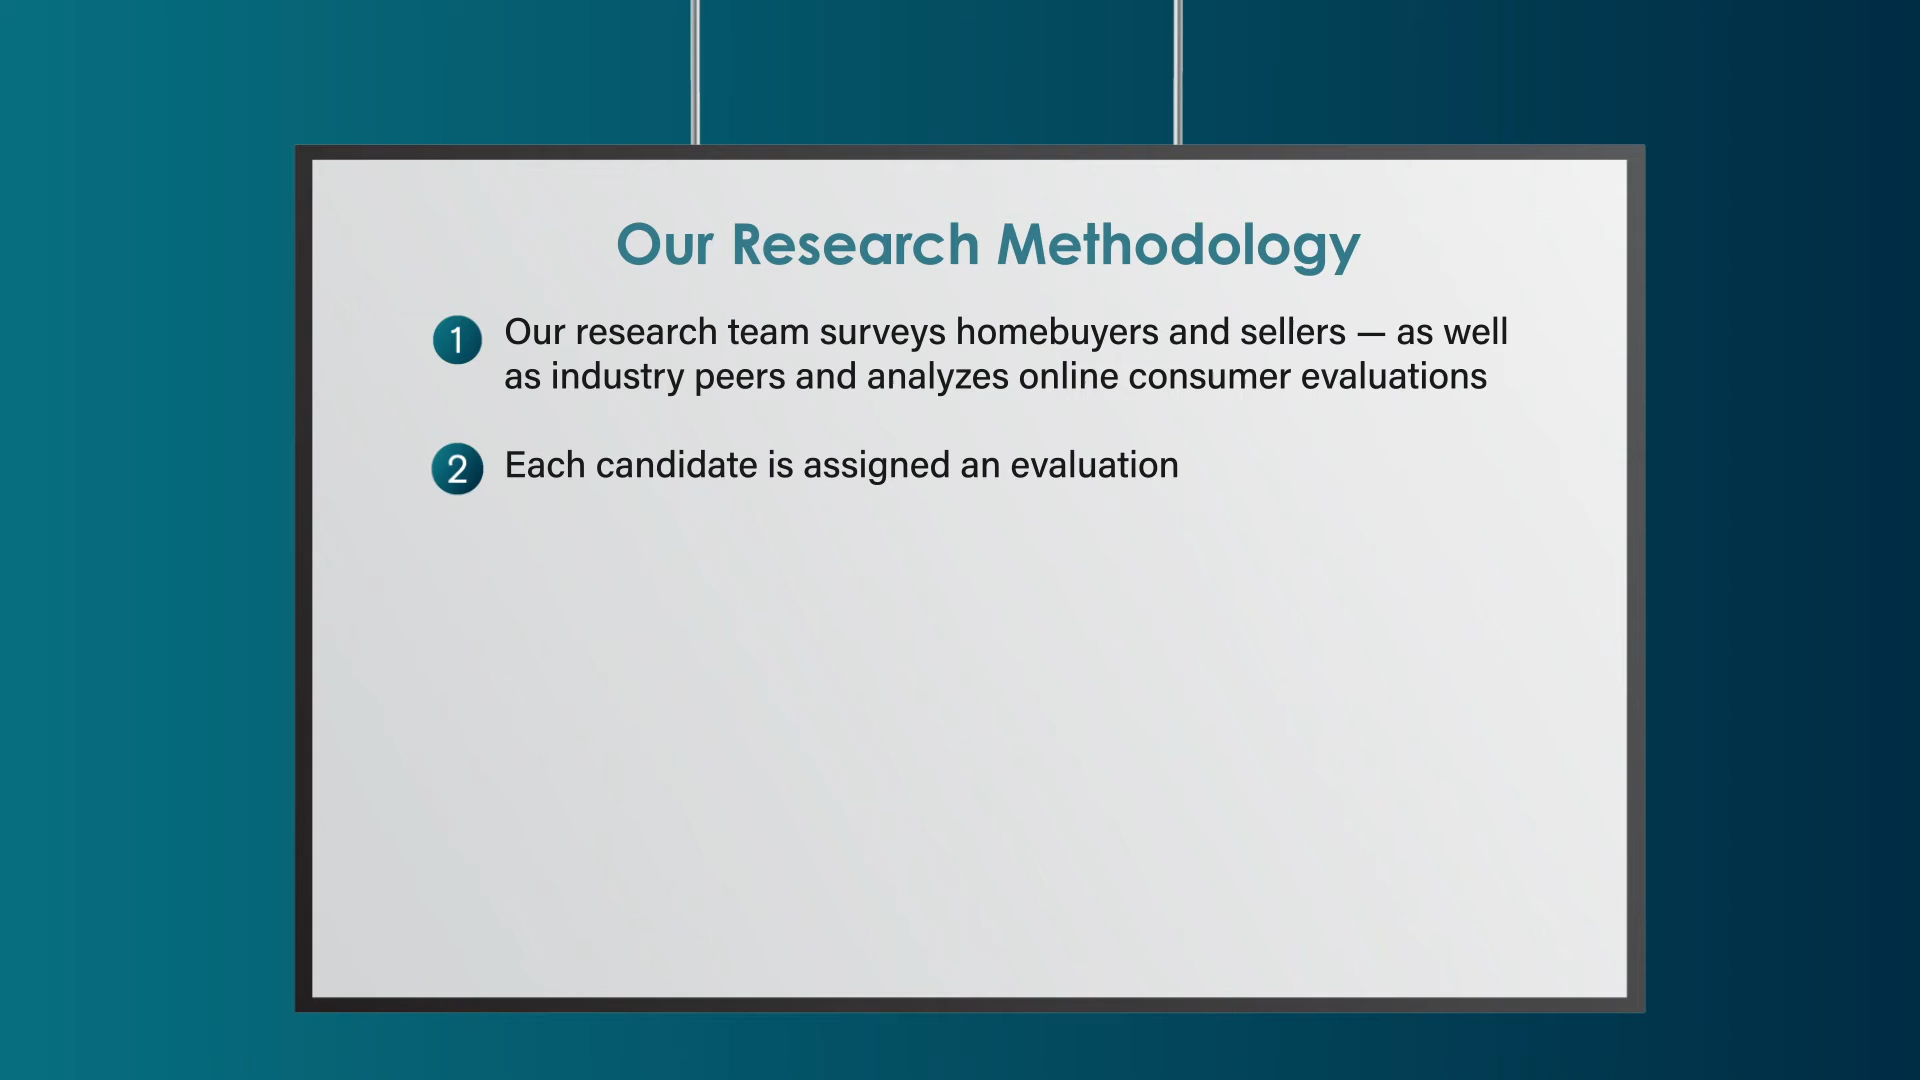 Our Research Methodology
1 Our research team surveys homebuyers and sellers — as well
as industry peers and analyzes online consumer evaluations
2 Each candidate is assigned an evaluation